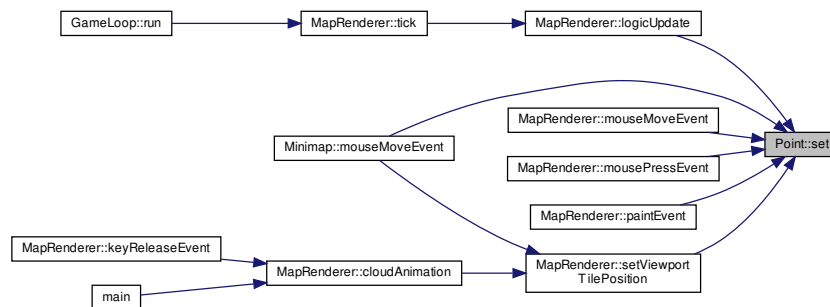 GameLoop::run
MapRenderer::tick
MapRenderer::logicUpdate
MapRenderer::mouseMoveEvent
Minimap::mouseMoveEvent
Point::set
MapRenderer::mousePressEvent
MapRenderer::paintEvent
MapRenderer::keyReleaseEvent
MapRenderer::cloudAnimation
MapRenderer::setViewport
TilePosition
main